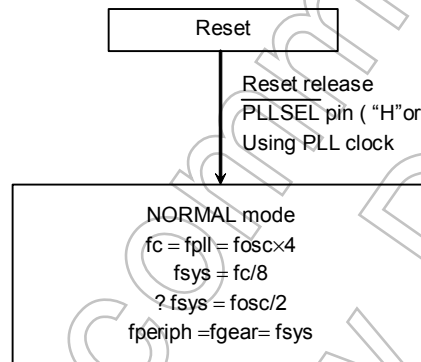 Reset
Reset release
PLLSEL pin ( “H”or
Using PLL clock
NORMAL mode
fc = fpll = fosc×4
fsys = fc/8
? fsys = fosc/2
fperiph =fgear= fsys